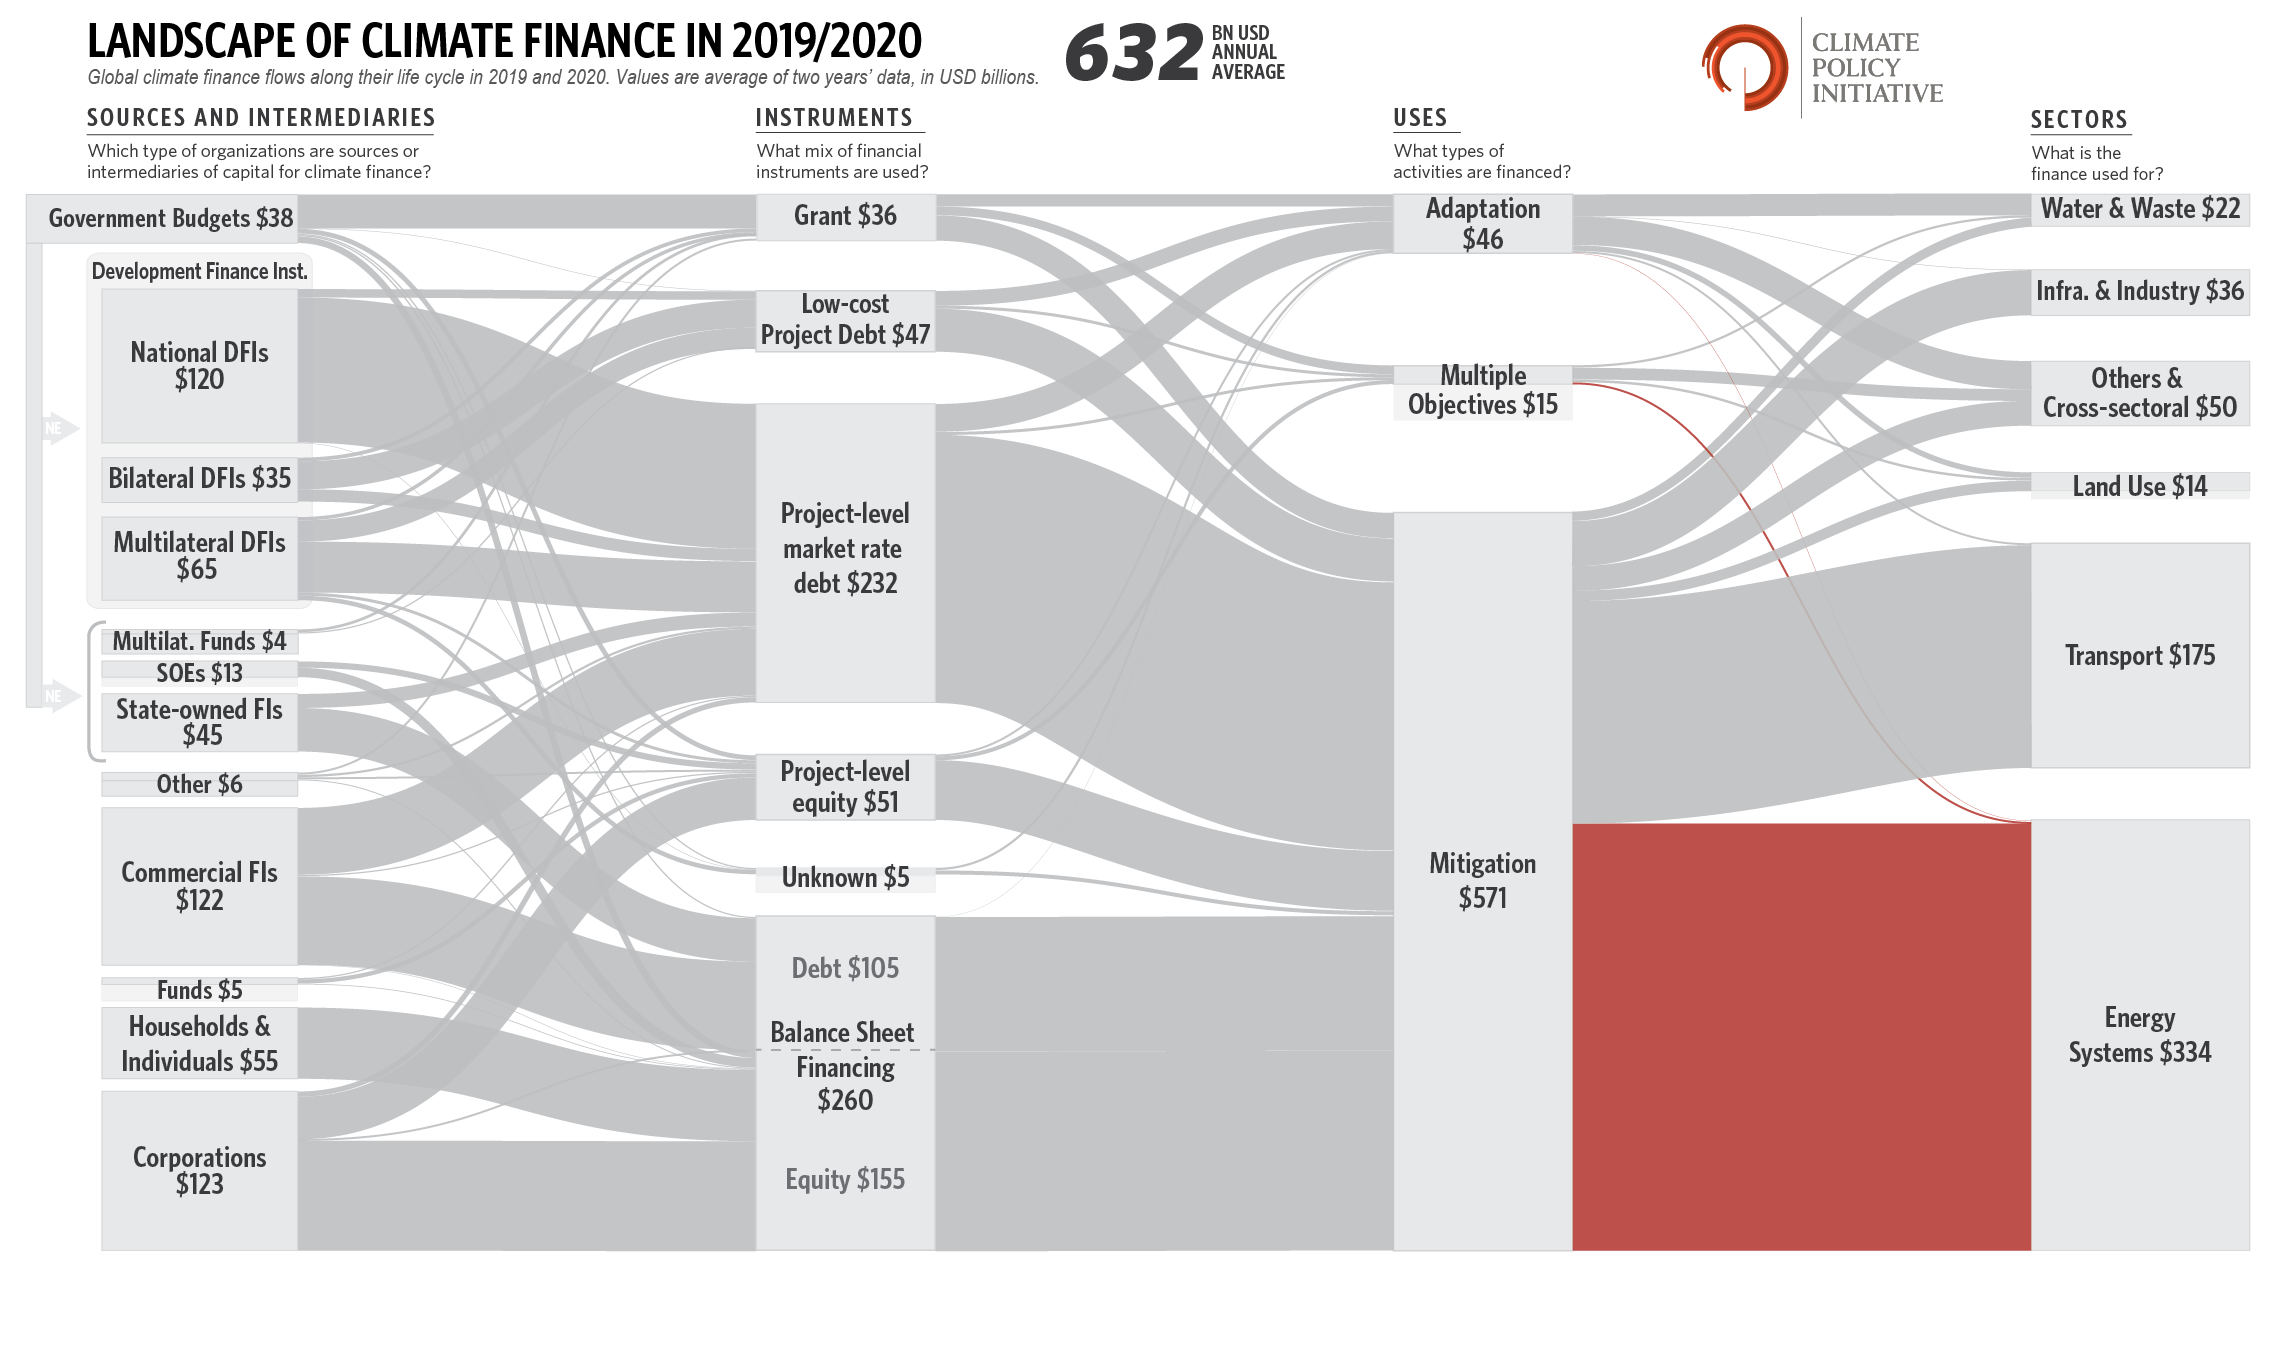 LANDSCAPE OF CLIMATE FINANCE IN 2019/2020
Global climate finance flows along their life cycle in 2019 and 2020. Values are average of two years' data, in USD billions.
632
BN USD
ANNUAL
AVERAGE
CLIMATE
POLICY
INITIATIVE
SOURCES AND INTERMEDIARIES
Which type of organizations are sources or
intermediaries of capital for climate finance?
Government Budgets $38
Development Finance Inst.
National DFIs
$120
NE
Bilateral DFIs $35
Multilateral DFIs
$65
Multilat. Funds $4
SOEs $13
NE
State-owned FIs
$45
Other $6
Commercial FIs
$122
Funds $5
Households &
Individuals $55
Corporations
$123
INSTRUMENTS
What mix of financial
instruments are used?
Grant $36
Low-cost
Project Debt $47
Project-level
market rate
debt $232
Project-level
equity $51
Unknown $5
Debt $105
Balance Sheet
Financing
$260
Equity $155
USES
What types of
activities are financed?
Adaptation
$46
Multiple
Objectives $15
Mitigation
$571
SECTORS
What is the
finance used for?
Water & Waste $22
Infra. & Industry $36
Others &
Cross-sectoral $50
Land Use $14
Transport $175
Energy
Systems $334